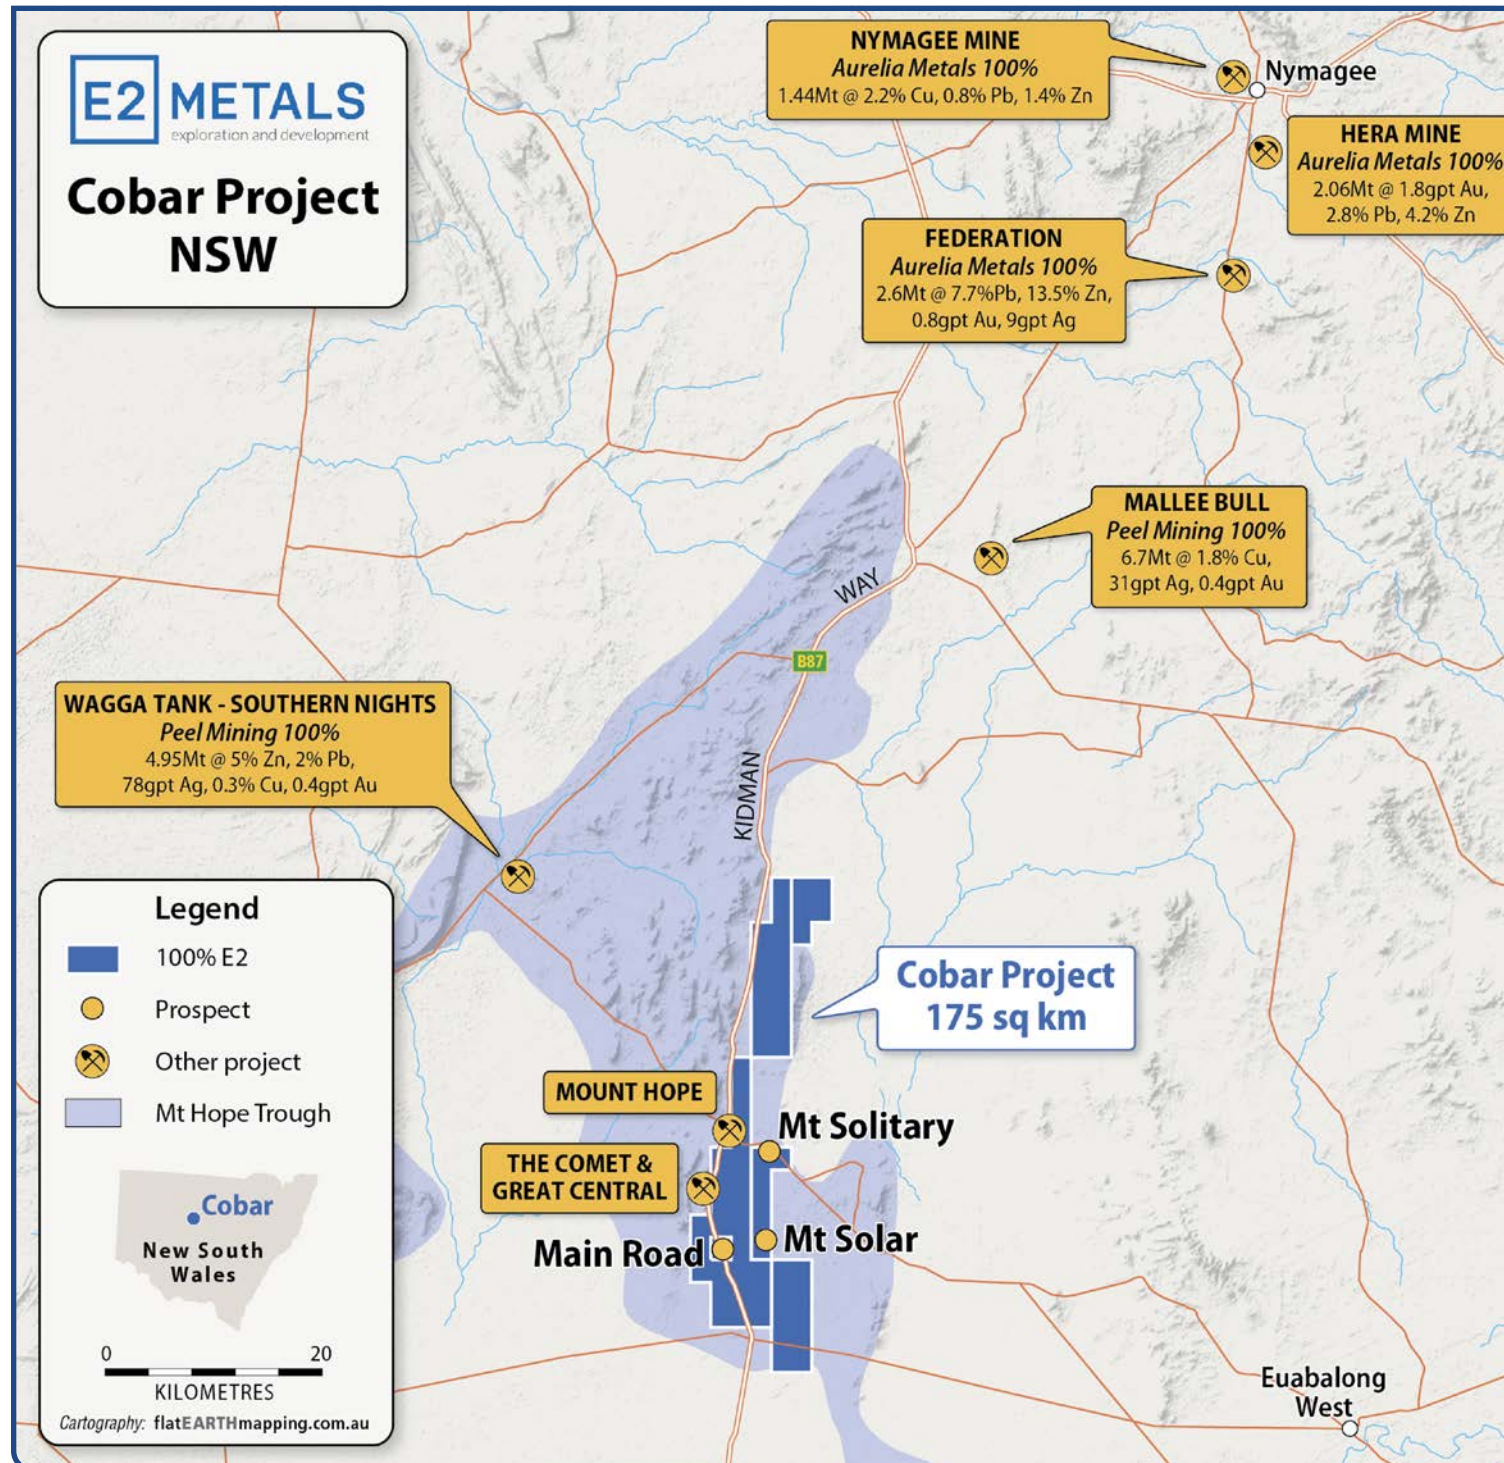 E2 METALS
exploration and development
Cobar Project
NSW
NYMAGEE MINE
Aurelia Metals 100%
1.44Mt @ 2.2% Cu, 0.8% Pb, 1.4% Zn
Nymagee
HERA MINE
Aurelia Metals 100%
2.06Mt @ 1.8gpt Au,
2.8% Pb, 4.2% Zn
FEDERATION
Aurelia Metals 100%
2.6Mt @ 7.7%Pb, 13.5% Zn,
0.8gpt Au, 9gpt Ag
MALLEE BULL
Peel Mining 100%
6.7Mt @ 1.8% Cu,
31gpt Ag, 0.4gpt Au
WAY
B87
KIDMAN
WAGGA TANK - SOUTHERN NIGHTS
Peel Mining 100%
4.95Mt @ 5% Zn, 2% Pb,
78gpt Ag, 0.3% Cu, 0.4gpt Au
Cobar Project
175 sq km
MOUNT HOPE
Mt Solitary
THE COMET &
GREAT CENTRAL
Mt Solar
Main Road
Euabalong
West
Legend
100% E2
Prospect
Other project
Mt Hope Trough
Cobar
New South
Wales
0 20
KILOMETRES
Cartography: flatEARTHmapping.com.au